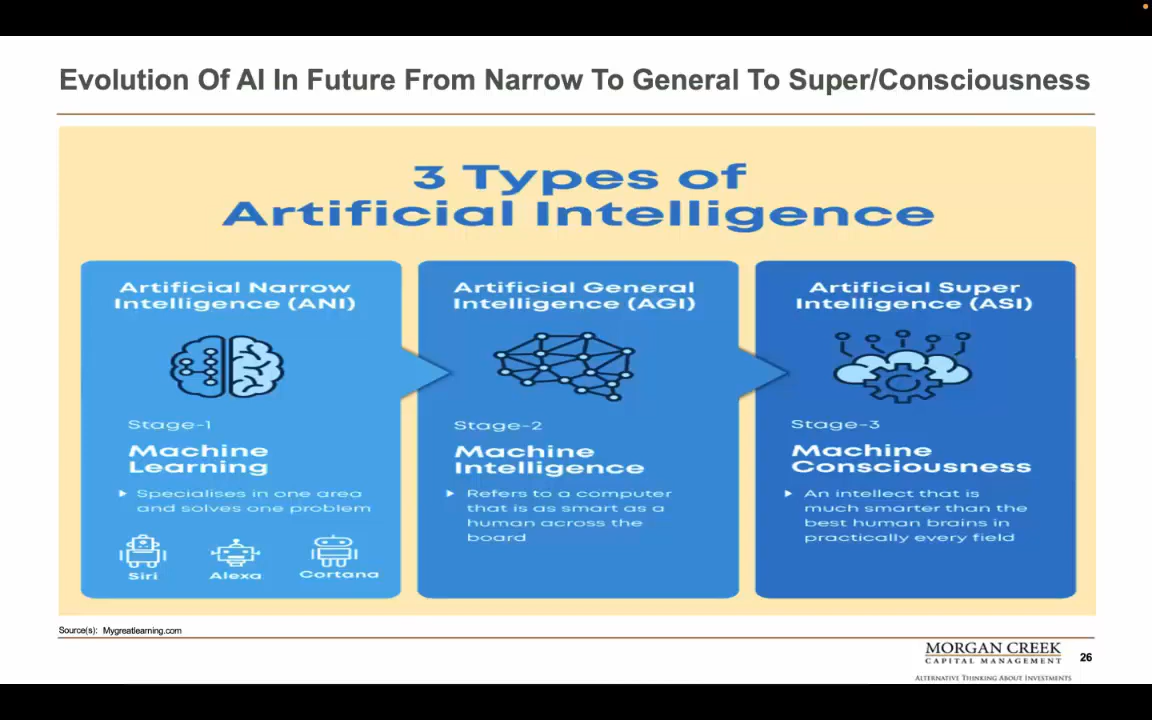 Evolution Of AI In Future From Narrow To General To Super/Consciousness
3 Types of
Artificial Intelligence
Artificial Narrow
Intelligence (ANI)
Stage-1
Machine
Learning
Specialises in one area
and solves one problem
Siri
Alexa
Cortana
Artificial General
Intelligence (AGI)
Stage-2
Machine
Intelligence
Refers to a computer
that is as smart as a
human across the
board
Artificial Super
Intelligence (ASI)
Stage-3
Machine
Consciousness
An intellect that is
much smarter than the
best human brains in
practically every field
Source(s): Mygreatlearning.com
MORGAN CREEK
CAPITAL MANAGEMENT
ALTERNATIVE THINKING ABOUT INVESTMENTS
26